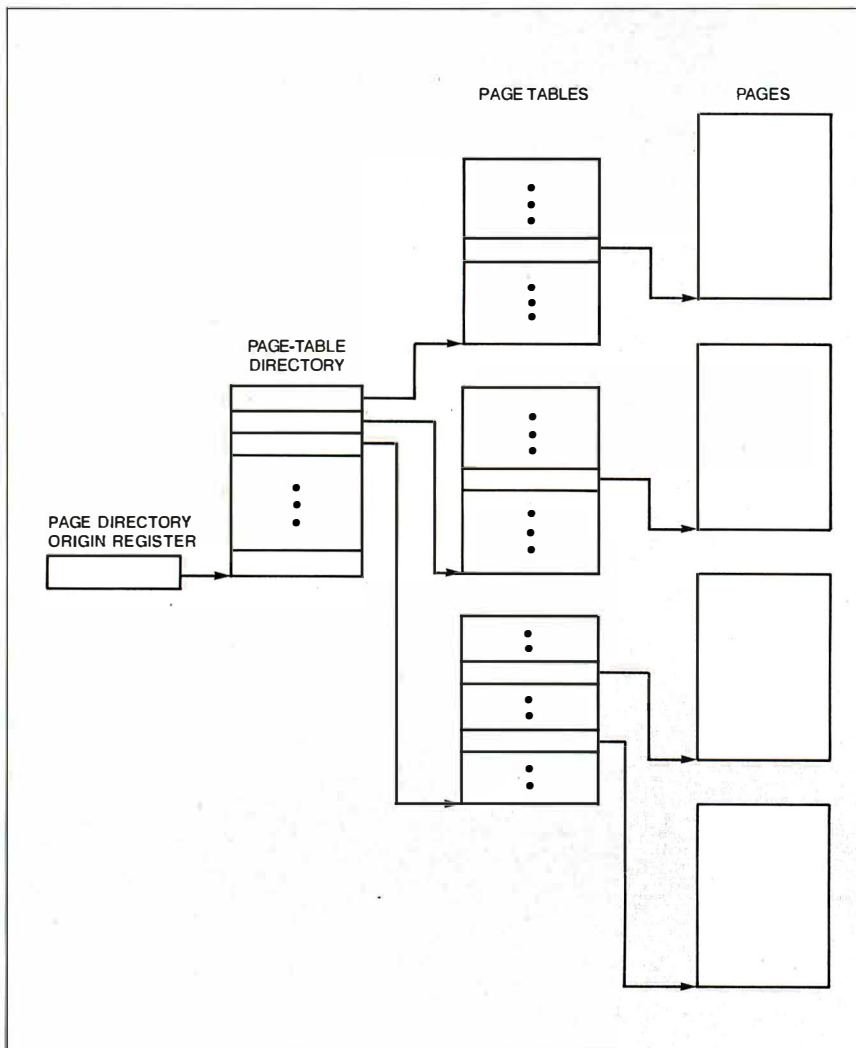 PAGE TABLES
PAGES
PAGE-TABLE
DIRECTORY
PAGE DIRECTORY
ORIGIN REGISTER